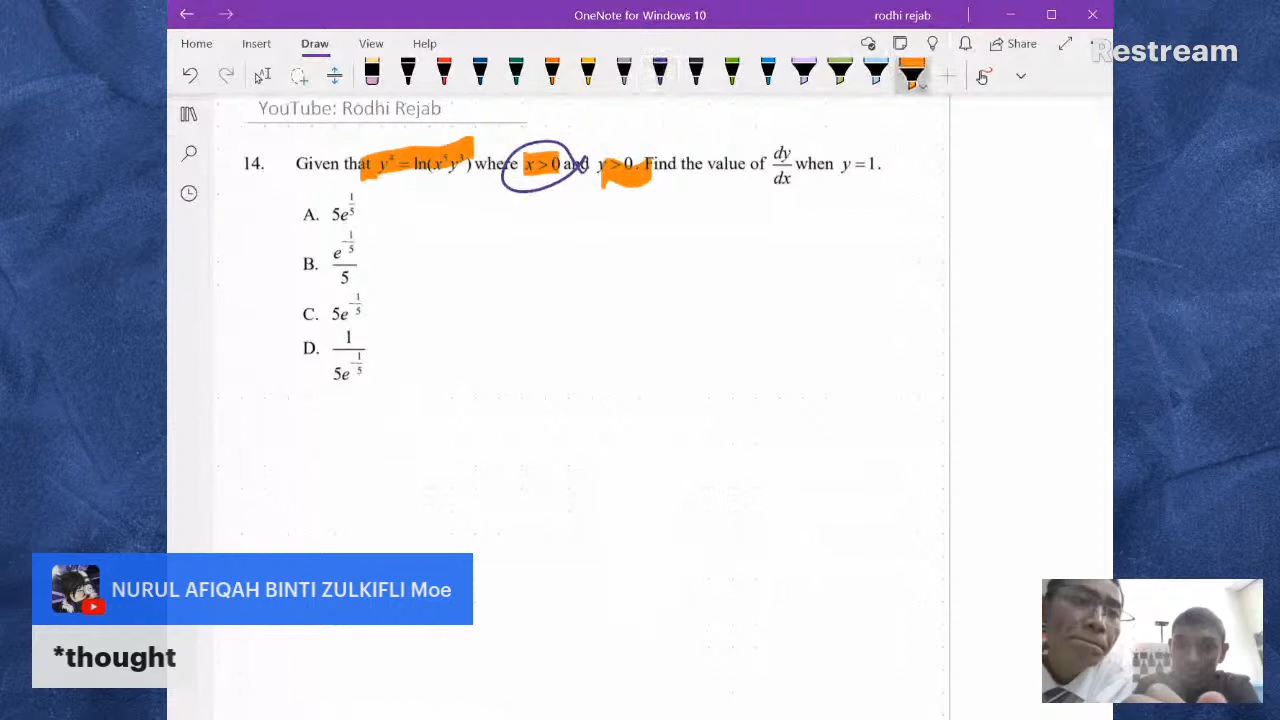 OneNote for Windows 10
rodhi rejab
Home Insert Draw View Help
Share
Restream
YouTube: Rodhi Rejab
14. Given that y⁴ = ln(x⁵y³) where x > 0 and y > 0. Find the value of dy/dx when y = 1.
A. 5e^(1/5)
B. e^(-1/5)/5
C. 5e^(-1/5)
D. 1/(5e^(-1/5))
NURUL AFIQAH BINTI ZULKIFLI Moe
*thought